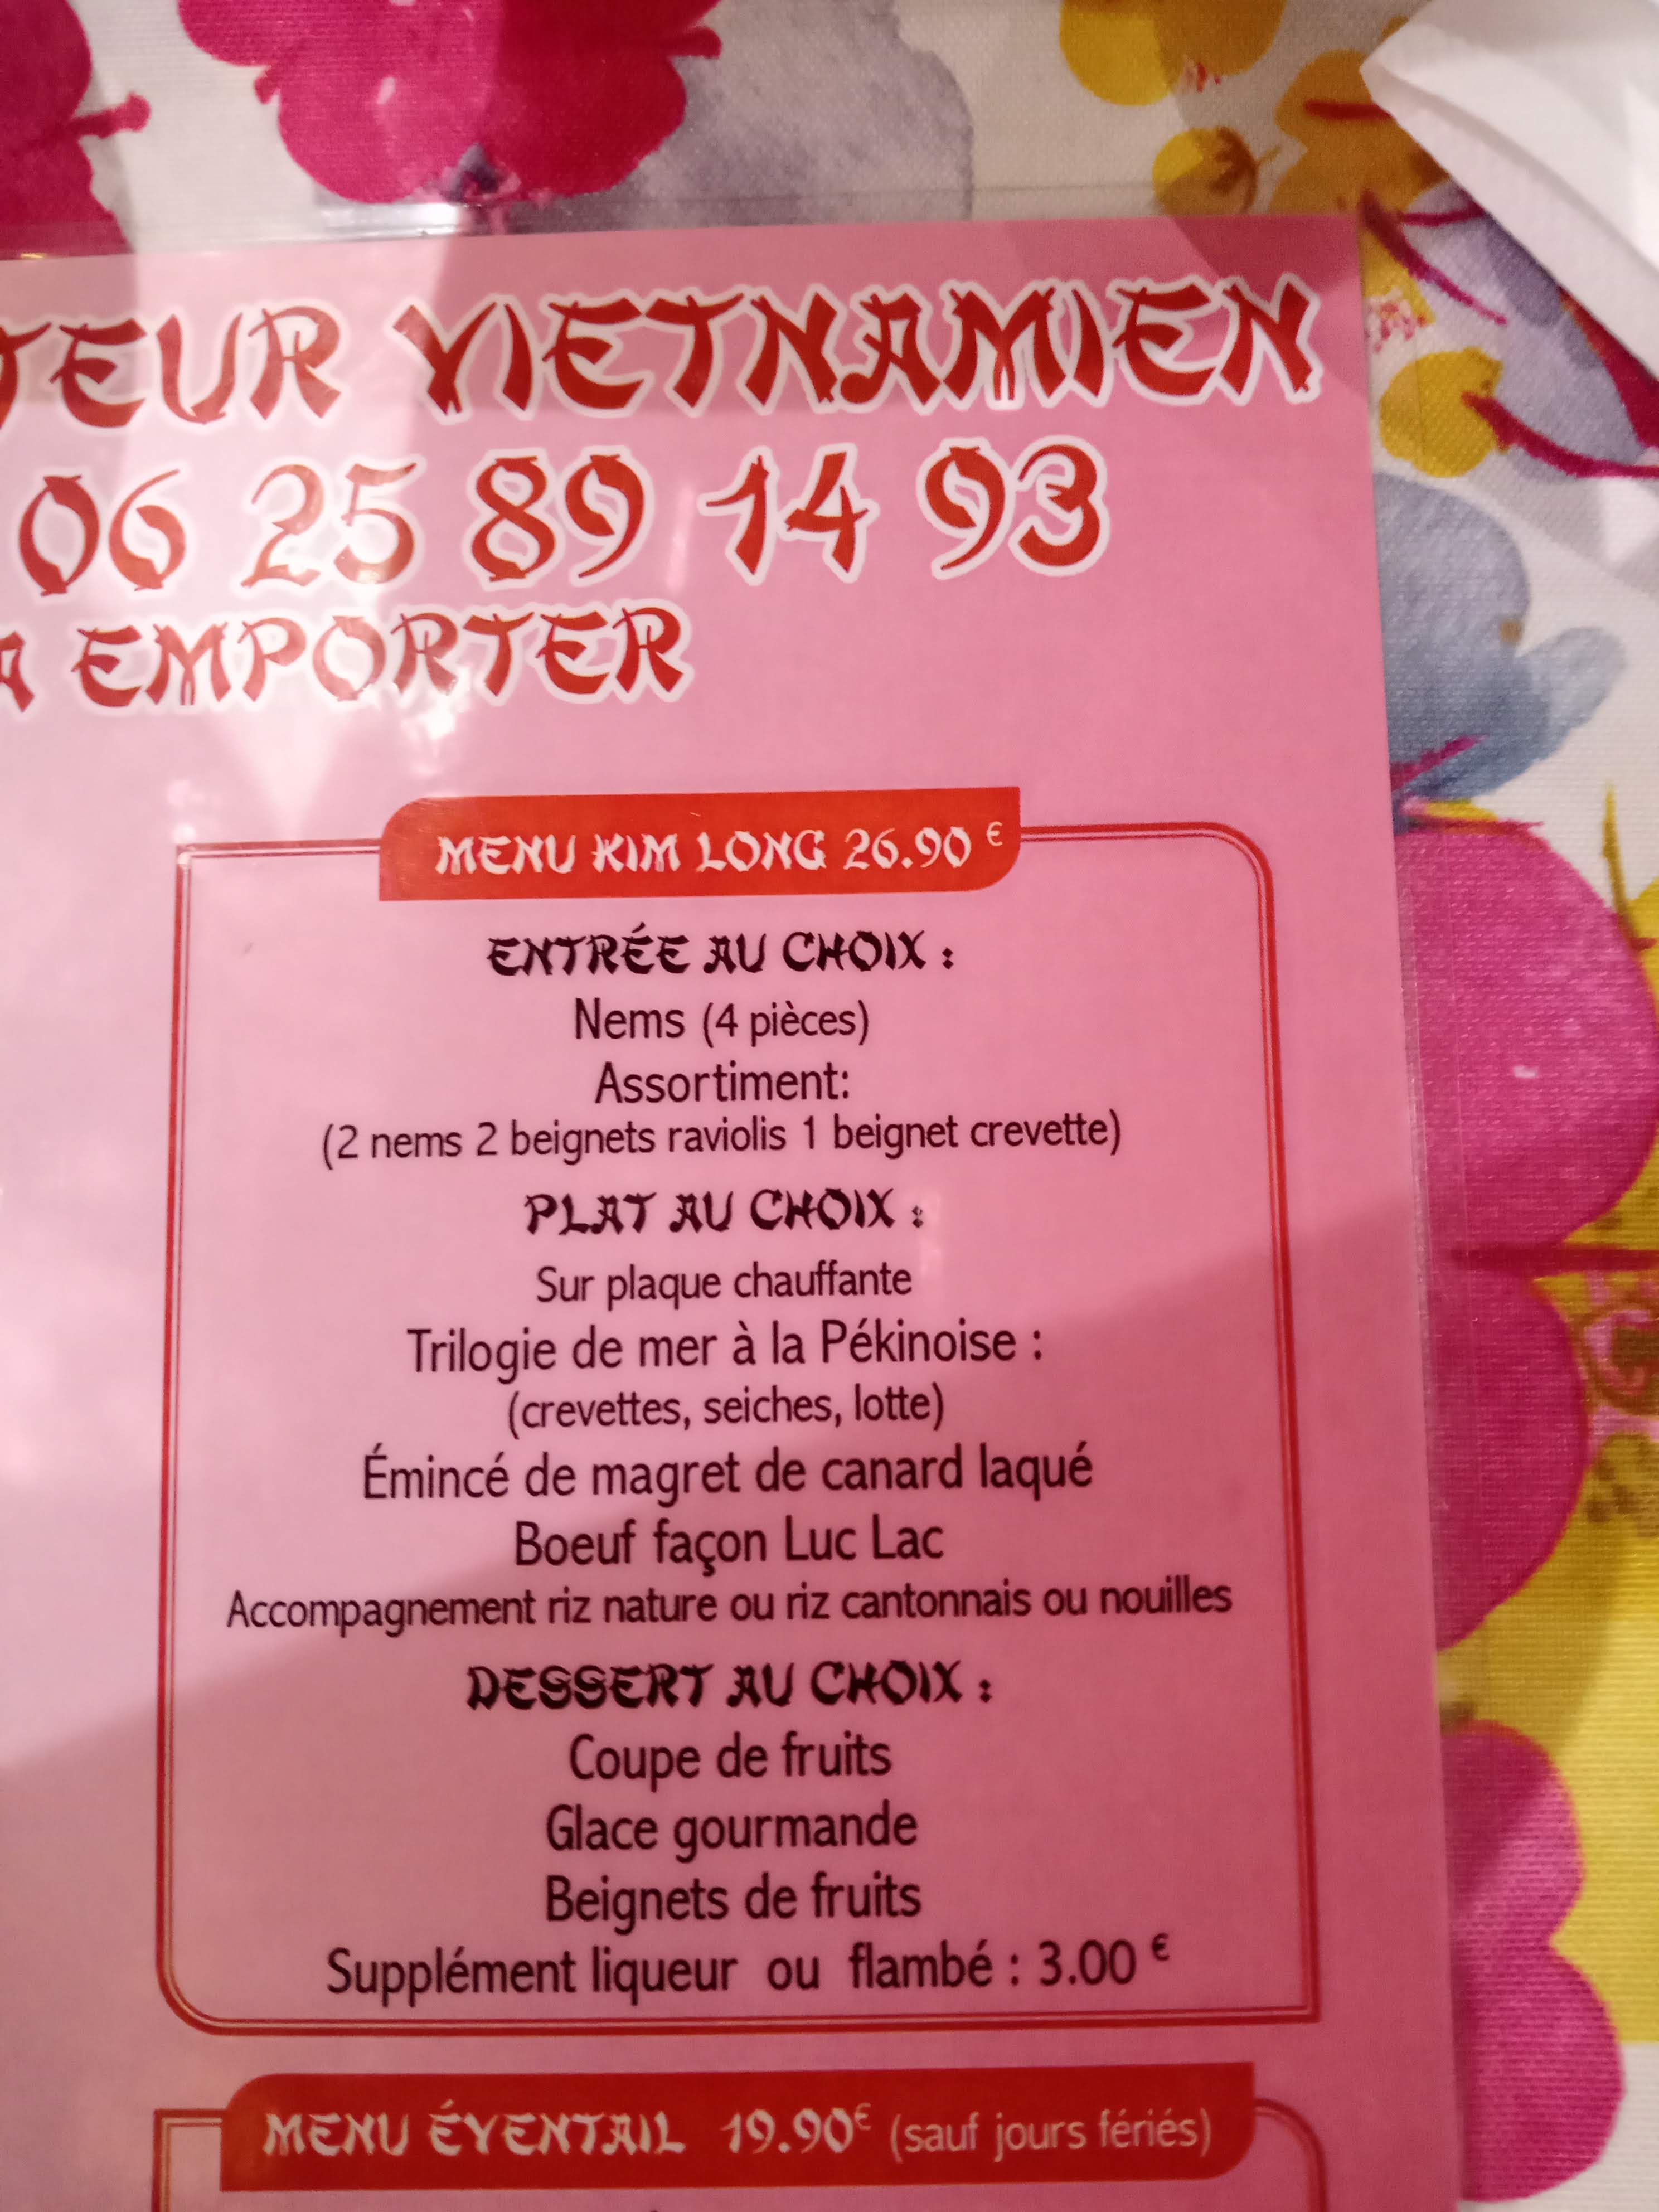 TEUR VIETNAMIEN
06 25 89 14 93
A EMPORTER
MENU KIM LONG 26.90 €
ENTRÉE AU CHOIX :
Nems (4 pièces)
Assortiment:
(2 nems 2 beignets raviolis 1 beignet crevette)
PLAT AU CHOIX :
Sur plaque chauffante
Trilogie de mer à la Pékinoise :
(crevettes, seiches, lotte)
Émincé de magret de canard laqué
Boeuf façon Luc Lac
Accompagnement riz nature ou riz cantonnais ou nouilles
DESSERT AU CHOIX :
Coupe de fruits
Glace gourmande
Beignets de fruits
Supplément liqueur ou flambé : 3.00 €
MENU ÉVENTAIL 19.90€ (sauf jours fériés)